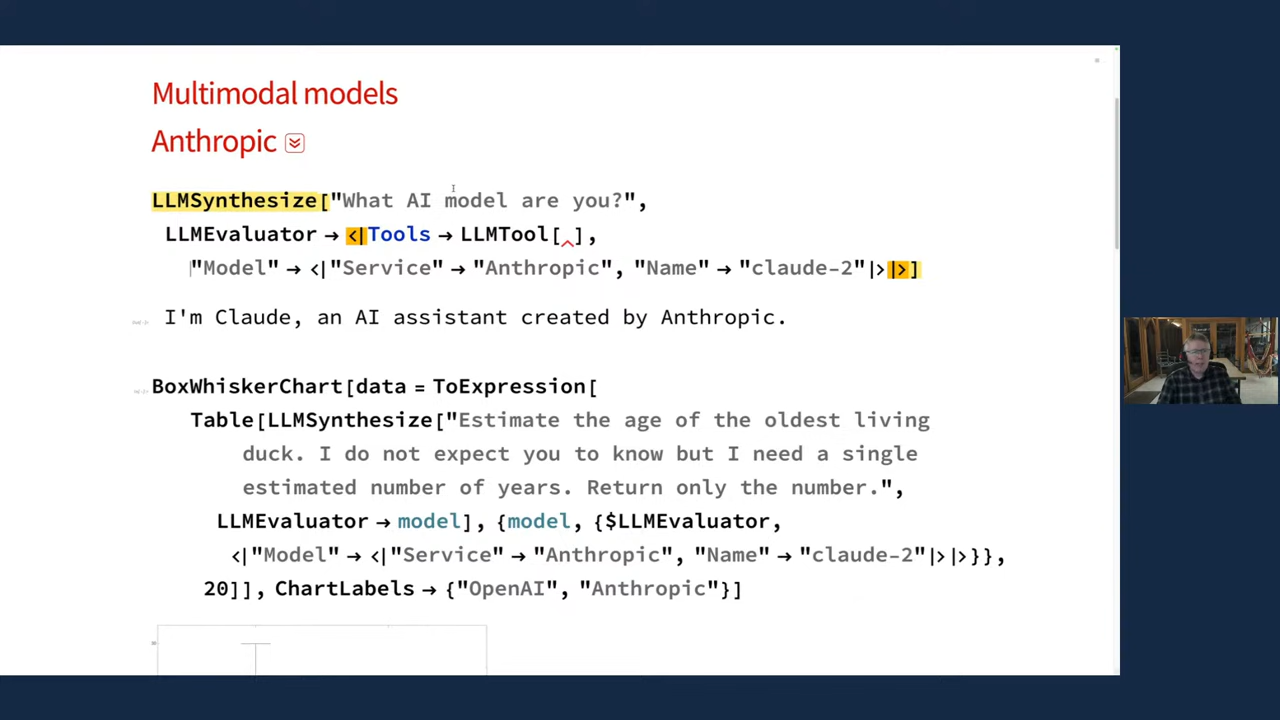 Multimodal models
Anthropic
LLMSynthesize["What AI model are you?",
LLMEvaluator → <|Tools → LLMTool[ ],
"Model" → <|"Service" → "Anthropic", "Name" → "claude-2"|>|>]
I'm Claude, an AI assistant created by Anthropic.
BoxWhiskerChart[data = ToExpression[
Table[LLMSynthesize["Estimate the age of the oldest living
duck. I do not expect you to know but I need a single
estimated number of years. Return only the number.",
LLMEvaluator → model], {model, {$LLMEvaluator,
<|"Model" → <|"Service" → "Anthropic", "Name" → "claude-2"|>|>}},
20]], ChartLabels → {"OpenAI", "Anthropic"}]